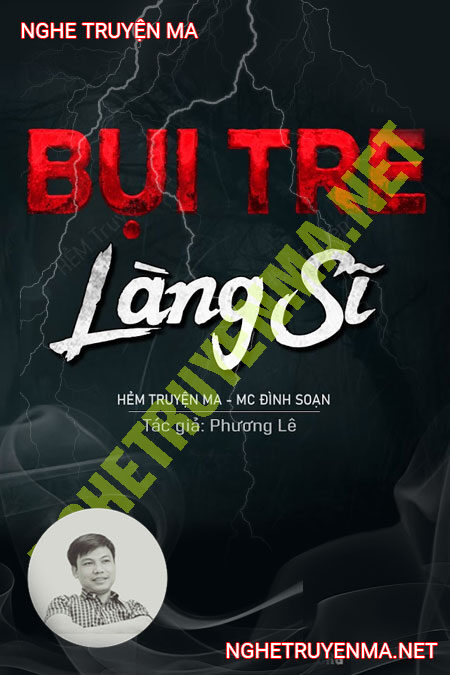 NGHE TRUYỆN MA
BỤI TRE
Làng Sĩ
HẺM TRUYỆN MA - MC ĐÌNH SOẠN
Tác giả: Phương Lê
NGHETRUYENMA.NET
NGHETRUYENMA.NET